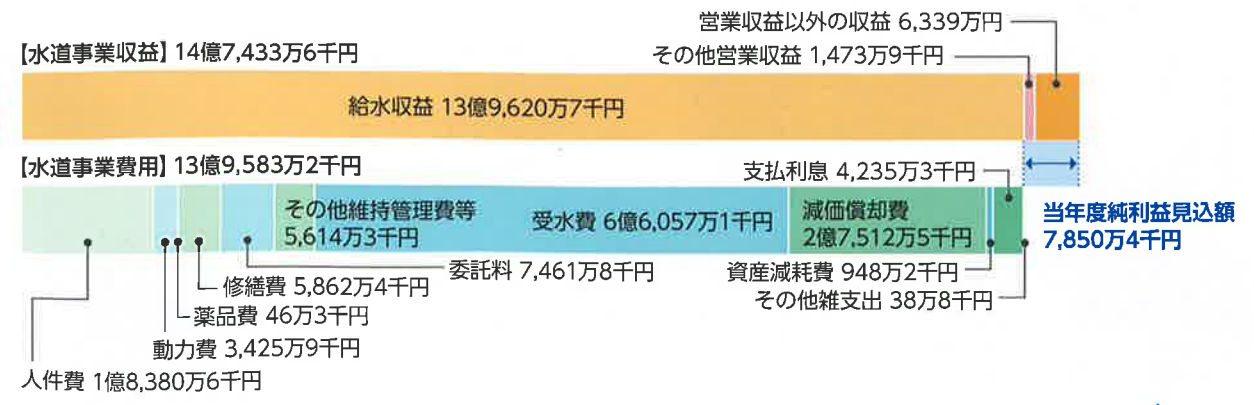 営業収益以外の収益 6,339万円
【水道事業収益】14億7,433万6千円
その他営業収益 1,473万9千円
給水収益 13億9,620万7千円
【水道事業費用】13億9,583万2千円
支払利息 4,235万3千円
その他維持管理費等
5,614万3千円
受水費 6億6,057万1千円
減価償却費
2億7,512万5千円
当年度純利益見込額
7,850万4千円
委託料 7,461万8千円
資産減耗費 948万2千円
修繕費 5,862万4千円
その他雑支出 38万8千円
薬品費 46万3千円
動力費 3,425万9千円
人件費 1億8,380万6千円